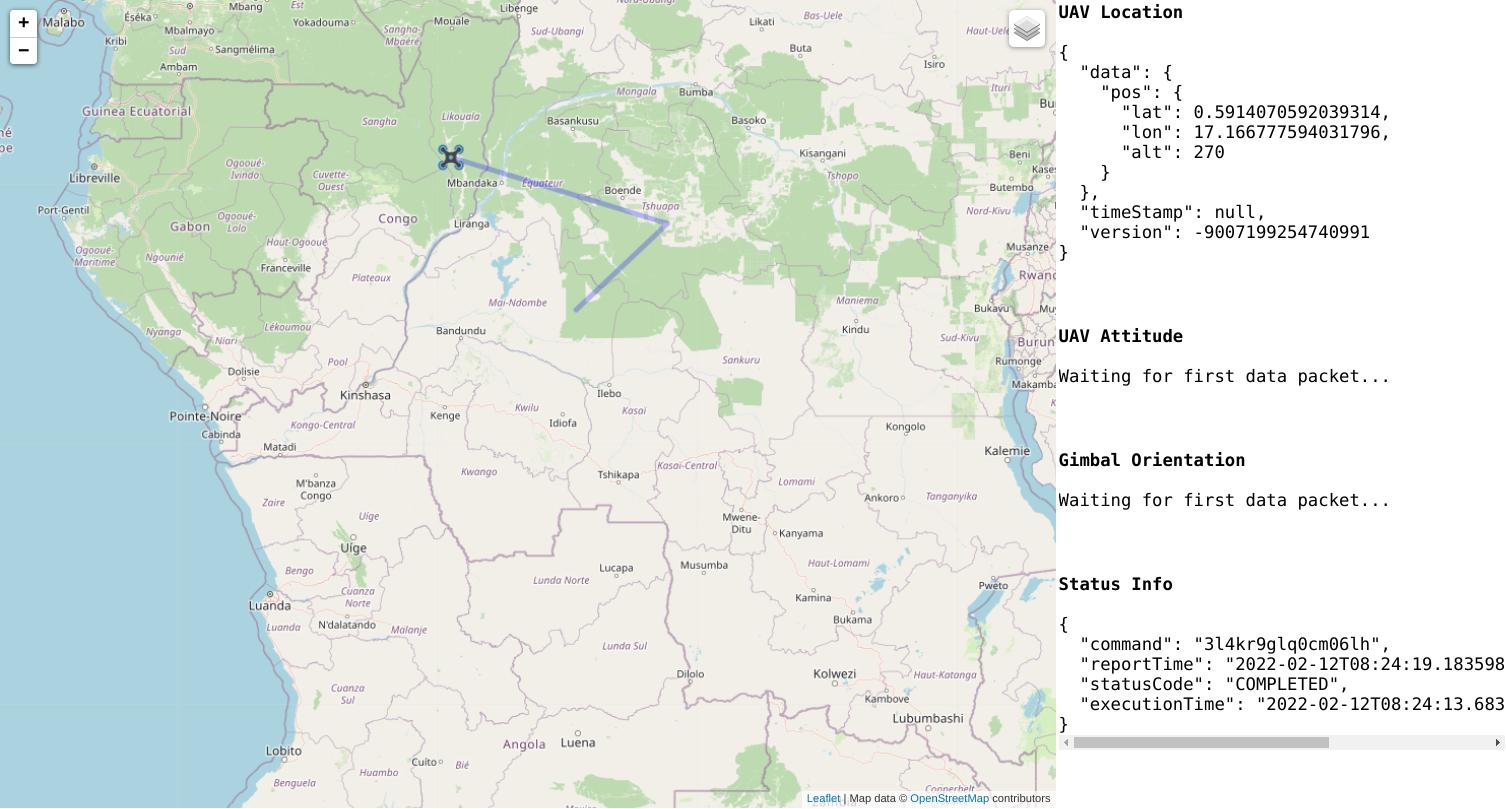 +
−
Malabo
Éséka
Mbang
Mbalmayo
Kribi
Sud
Sangmélima
Ambam
Est
Yokadouma
Mouale
Sangha-
Mbaéré
Libenge
Sud-Ubangi
Likati
Bas-Uele
Buta
Isiro
Guinea Ecuatorial
Sangha
Likouala
Mongala
Bumba
Basankusu
Basoko
Ituri
Kisangani
Beni
Butembo
Libreville
Ogooué-
Ivindo
Cuvette-
Ouest
Mbandaka
Équateur
Boende
Tshuapa
Tshopo
Port-Gentil
Gabon
Ogooué-
Lolo
Congo
Liranga
Nord-Kivu
Ogooué-
Maritime
Ngounié
Haut-Ogooué
Franceville
Plateaux
Musanze
Mai-Ndombe
Maniema
Bukavu
Nyanga
Lékoumou
Niari
Bandundu
Kindu
Sud-Kivu
Rumonge
Pool
Sankuru
Dolisie
Kinshasa
Ilebo
Pointe-Noire
Cabinda
Kenge
Kwilu
Idiofa
Kasai
Kongo-Central
Kongolo
Matadi
Kalemie
Kwango
Tshikapa
Kasai-Central
Lomami
M'banza
Congo
Zaire
Ankoro
Tanganyika
Uíge
Uíge
Mwene-
Ditu
Kanyama
Bengo
Lunda Norte
Lucapa
Musumba
Haut-Lomami
Pweto
Luanda
Cuanza
Norte
Kamina
Bukama
Luanda
N'dalatando
Malanje
Lunda Sul
Cuanza
Sul
Dilolo
Kolwezi
Haut-Katanga
Kambove
Lubumbashi
Lobito
Angola
Luena
Benguela
Huambo
Cuito
Bié
Copperbelt
Leaflet | Map data © OpenStreetMap contributors
UAV Location
{
"data": {
"pos": {
"lat": 0.5914070592039314,
"lon": 17.166777594031796,
"alt": 270
}
},
"timeStamp": null,
"version": -9007199254740991
}
UAV Attitude
Waiting for first data packet...
Gimbal Orientation
Waiting for first data packet...
Status Info
{
"command": "3l4kr9glq0cm06lh",
"reportTime": "2022-02-12T08:24:19.183598
"statusCode": "COMPLETED",
"executionTime": "2022-02-12T08:24:13.683
}